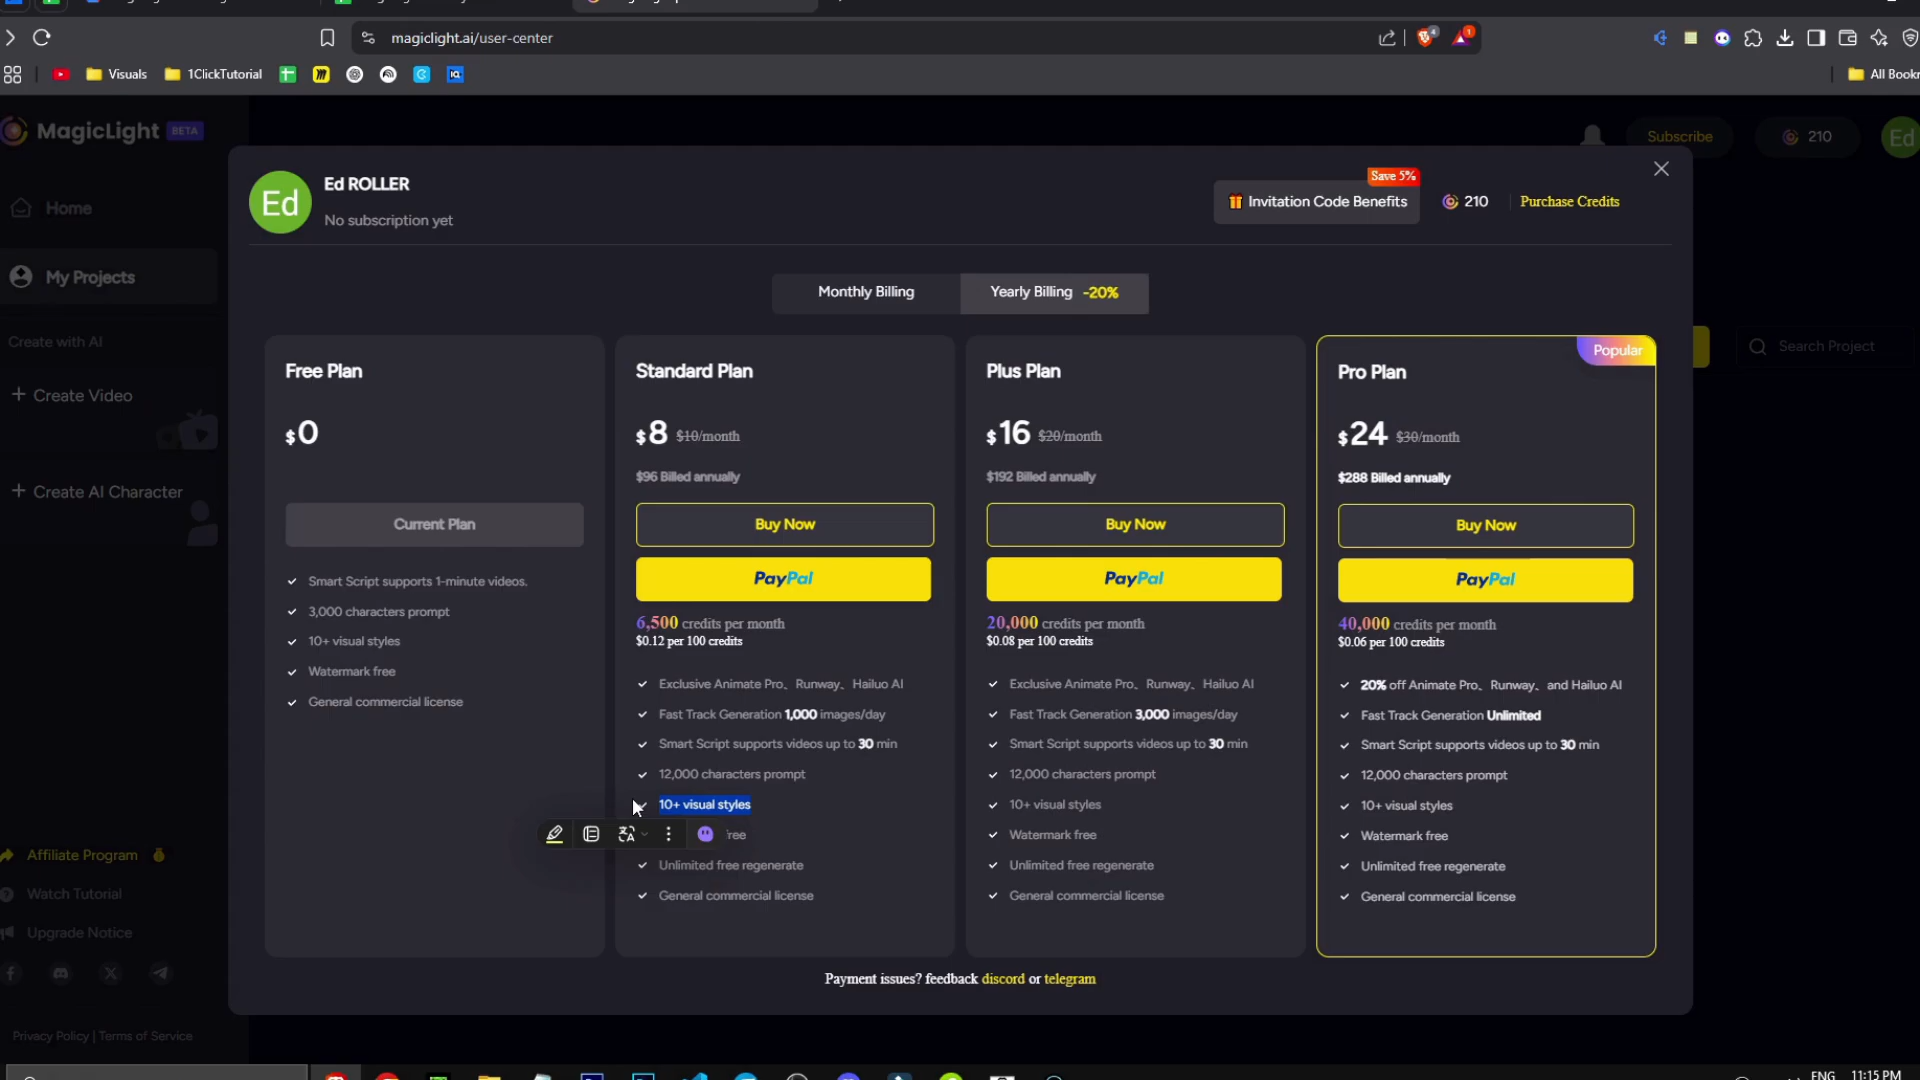 magiclight.ai/user-center
4
1
Visuals
1ClickTutorial
All Bookr
MagicLight BETA
Subscribe
210
Ed
Home
My Projects
Create with AI
+ Create Video
+ Create AI Character
Search Project
Affiliate Program
Watch Tutorial
Upgrade Notice
Privacy Policy | Terms of Service
Ed
Ed ROLLER
No subscription yet
Save 5%
Invitation Code Benefits
210
Purchase Credits
Monthly Billing
Yearly Billing -20%
Free Plan
$0
Current Plan
Smart Script supports 1-minute videos.
3,000 characters prompt
10+ visual styles
Watermark free
General commercial license
Standard Plan
$8 $10/month
$96 Billed annually
Buy Now
PayPal
6,500 credits per month
$0.12 per 100 credits
Exclusive Animate Pro、Runway、Hailuo AI
Fast Track Generation 1,000 images/day
Smart Script supports videos up to 30 min
12,000 characters prompt
10+ visual styles
free
Unlimited free regenerate
General commercial license
Plus Plan
$16 $20/month
$192 Billed annually
Buy Now
PayPal
20,000 credits per month
$0.08 per 100 credits
Exclusive Animate Pro、Runway、Hailuo AI
Fast Track Generation 3,000 images/day
Smart Script supports videos up to 30 min
12,000 characters prompt
10+ visual styles
Watermark free
Unlimited free regenerate
General commercial license
Popular
Pro Plan
$24 $30/month
$288 Billed annually
Buy Now
PayPal
40,000 credits per month
$0.06 per 100 credits
20% off Animate Pro、Runway、and Hailuo AI
Fast Track Generation Unlimited
Smart Script supports videos up to 30 min
12,000 characters prompt
10+ visual styles
Watermark free
Unlimited free regenerate
General commercial license
Payment issues? feedback discord or telegram
ENG 11:15 PM